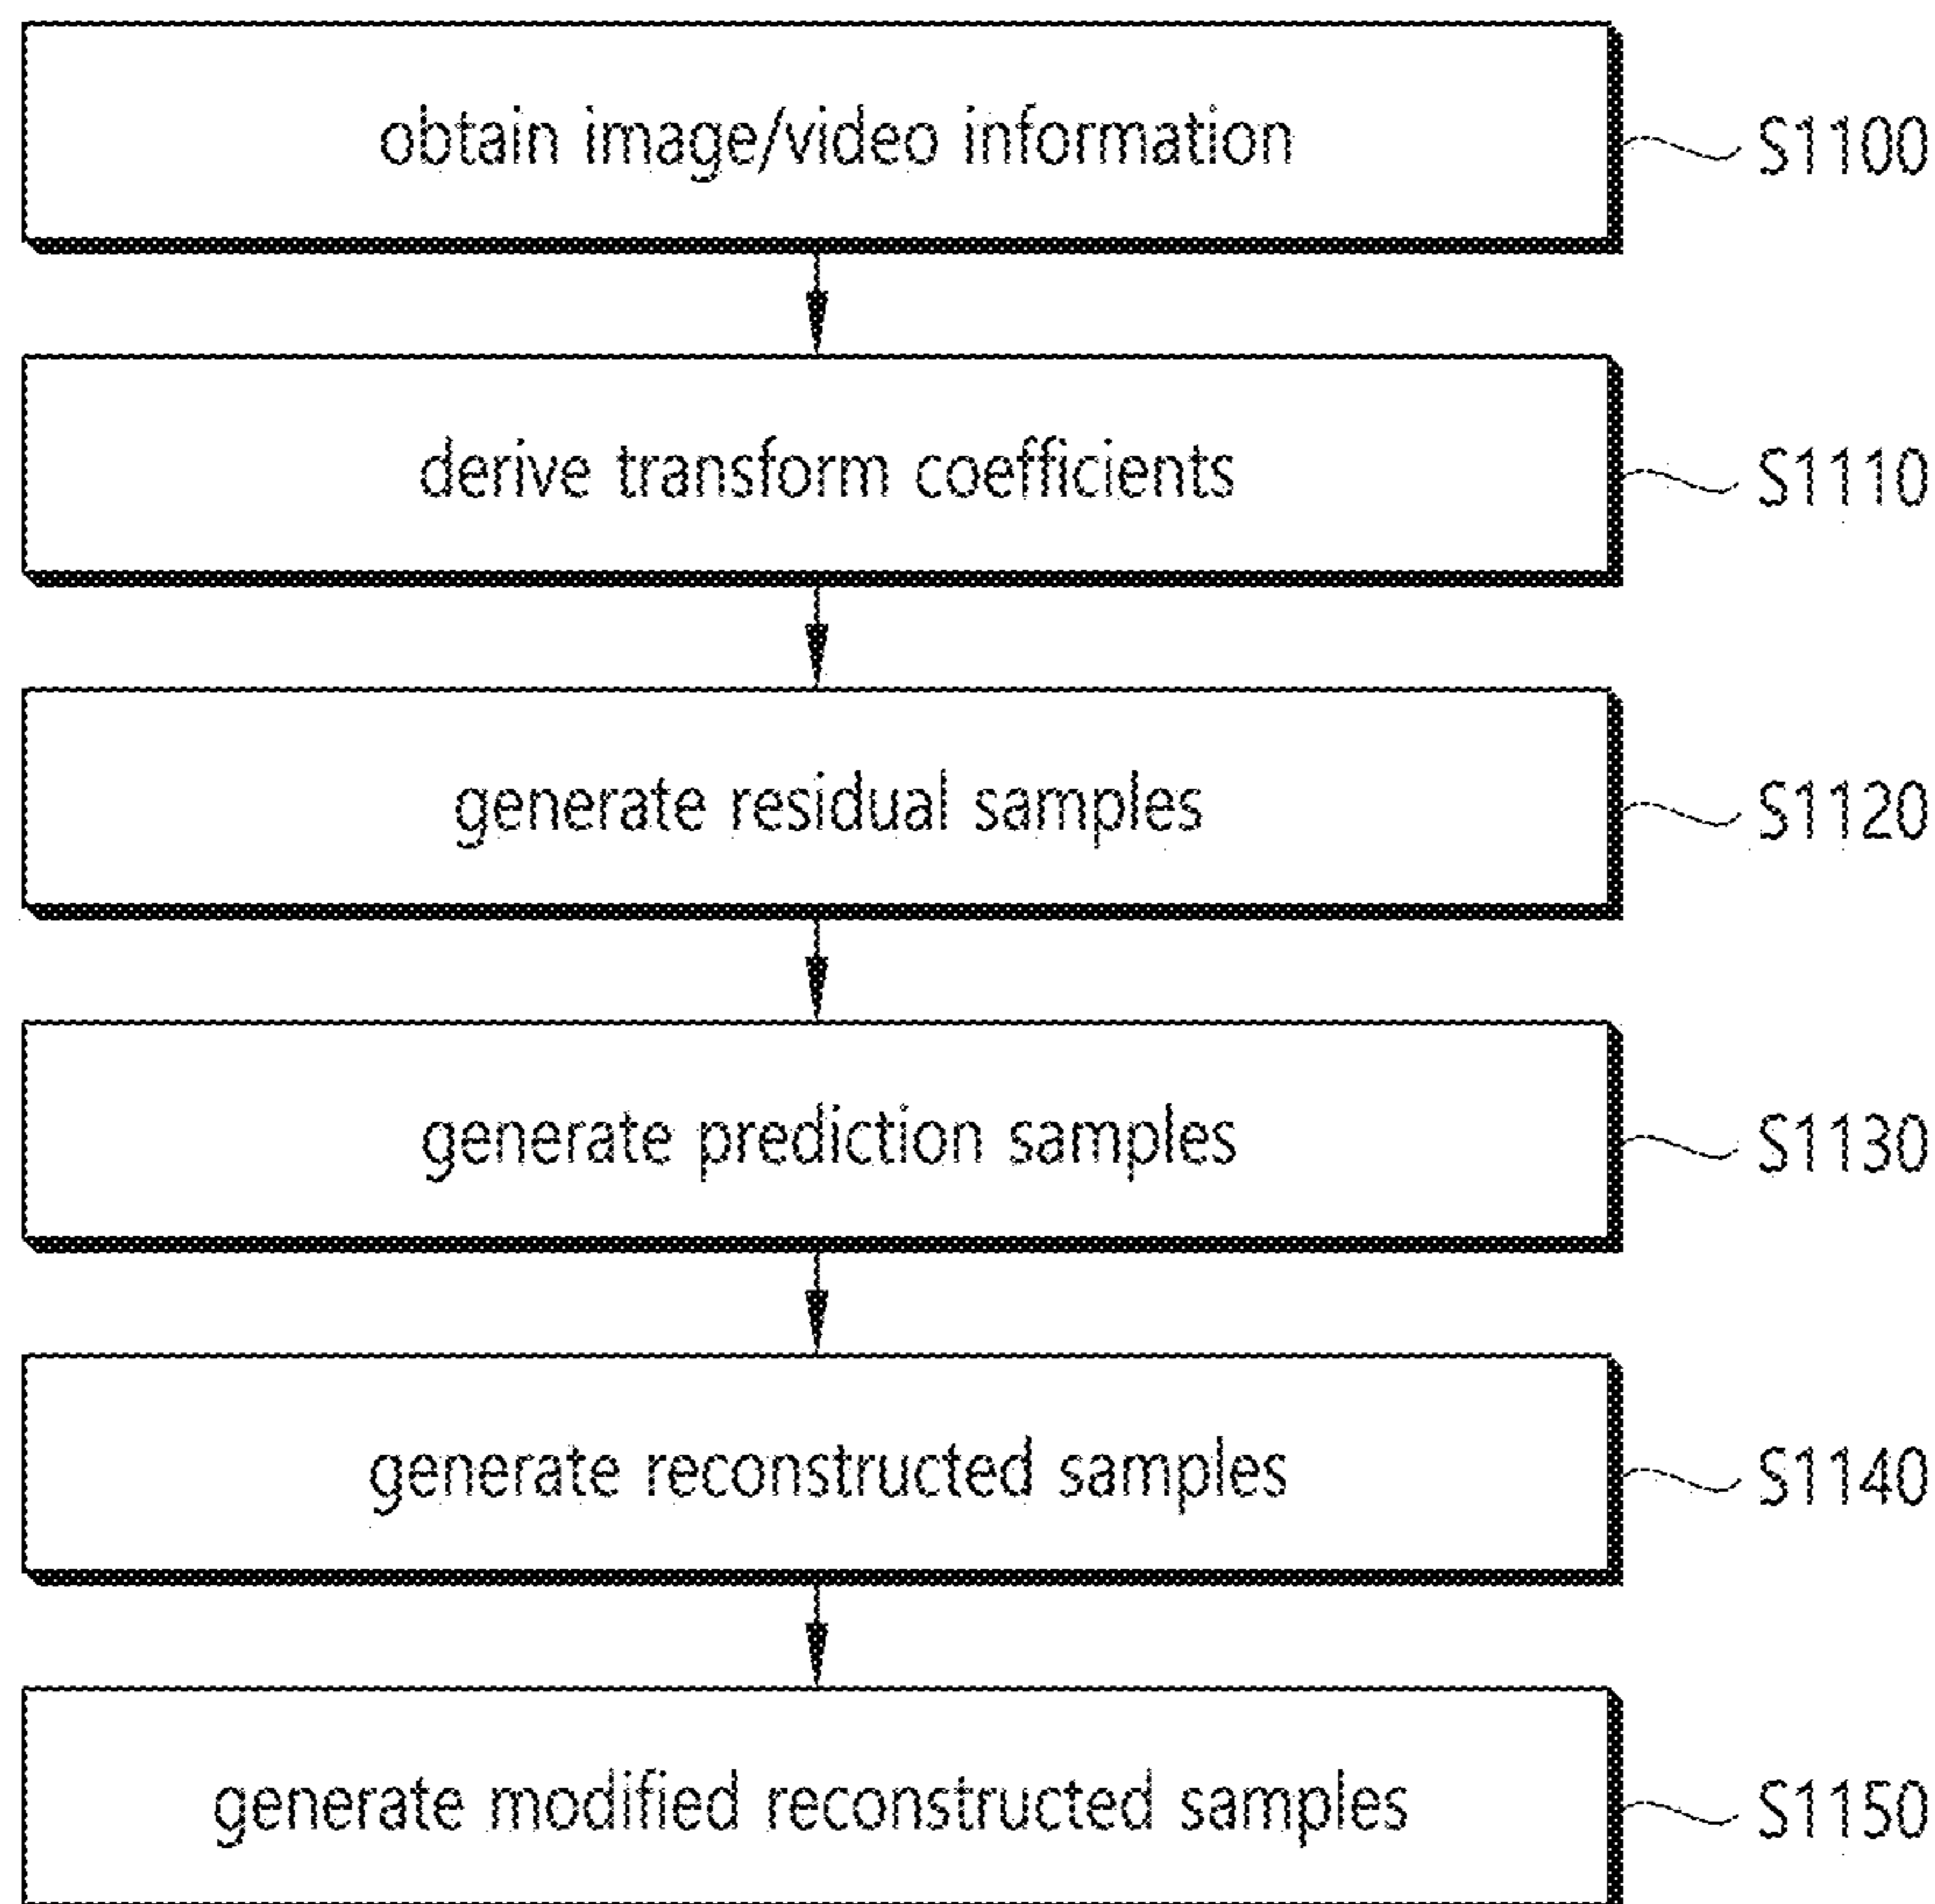 obtain image/video information S1100
derive transform coefficients S1110
generate residual samples S1120
generate prediction samples S1130
generate reconstructed samples S1140
generate modified reconstructed samples S1150